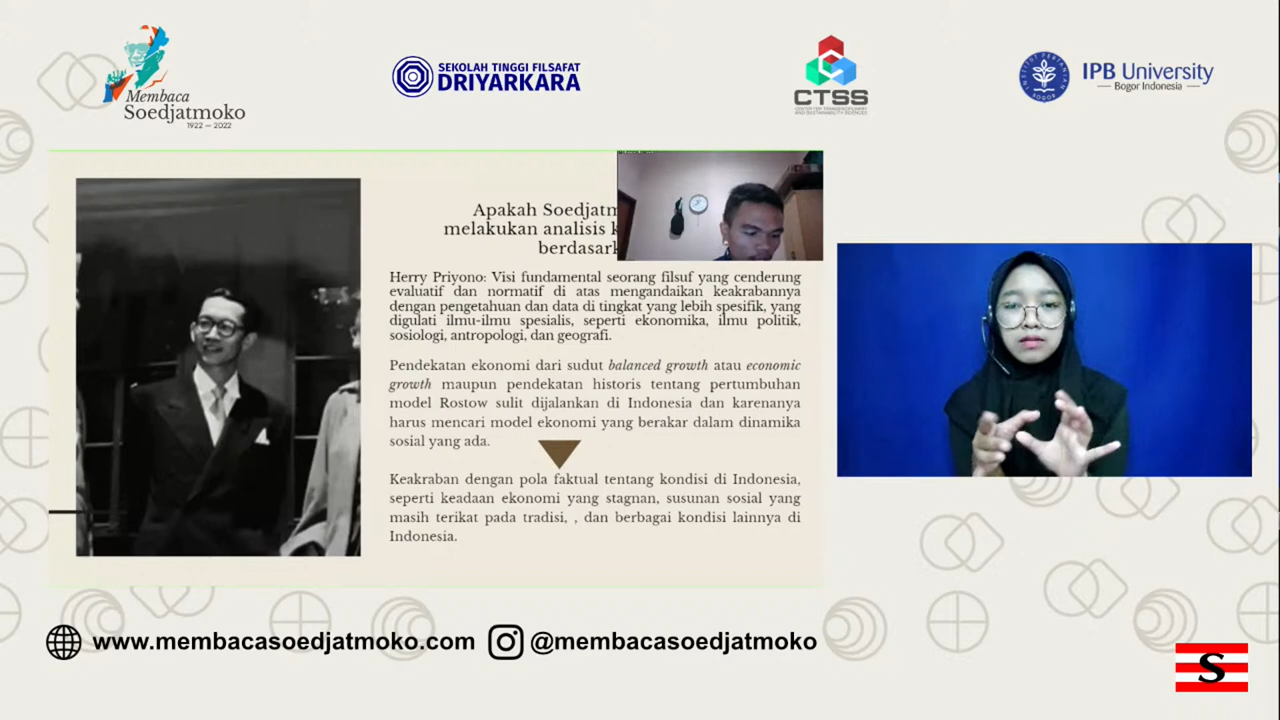 Membaca
Soedjatmoko
1922 — 2022
SEKOLAH TINGGI FILSAFAT
DRIYARKARA
CTSS
CENTER FOR TRANSDISCIPLINARY
AND SUSTAINABILITY SCIENCES
IPB University
Bogor Indonesia
Apakah Soedjatm
melakukan analisis k
berdasark
Herry Priyono: Visi fundamental seorang filsuf yang cenderung
evaluatif dan normatif di atas mengandaikan keakrabannya
dengan pengetahuan dan data di tingkat yang lebih spesifik, yang
digulati ilmu-ilmu spesialis, seperti ekonomika, ilmu politik,
sosiologi, antropologi, dan geografi.
Pendekatan ekonomi dari sudut balanced growth atau economic
growth maupun pendekatan historis tentang pertumbuhan
model Rostow sulit dijalankan di Indonesia dan karenanya
harus mencari model ekonomi yang berakar dalam dinamika
sosial yang ada.
Keakraban dengan pola faktual tentang kondisi di Indonesia,
seperti keadaan ekonomi yang stagnan, susunan sosial yang
masih terikat pada tradisi, , dan berbagai kondisi lainnya di
Indonesia.
www.membacasoedjatmoko.com
@membacasoedjatmoko
S